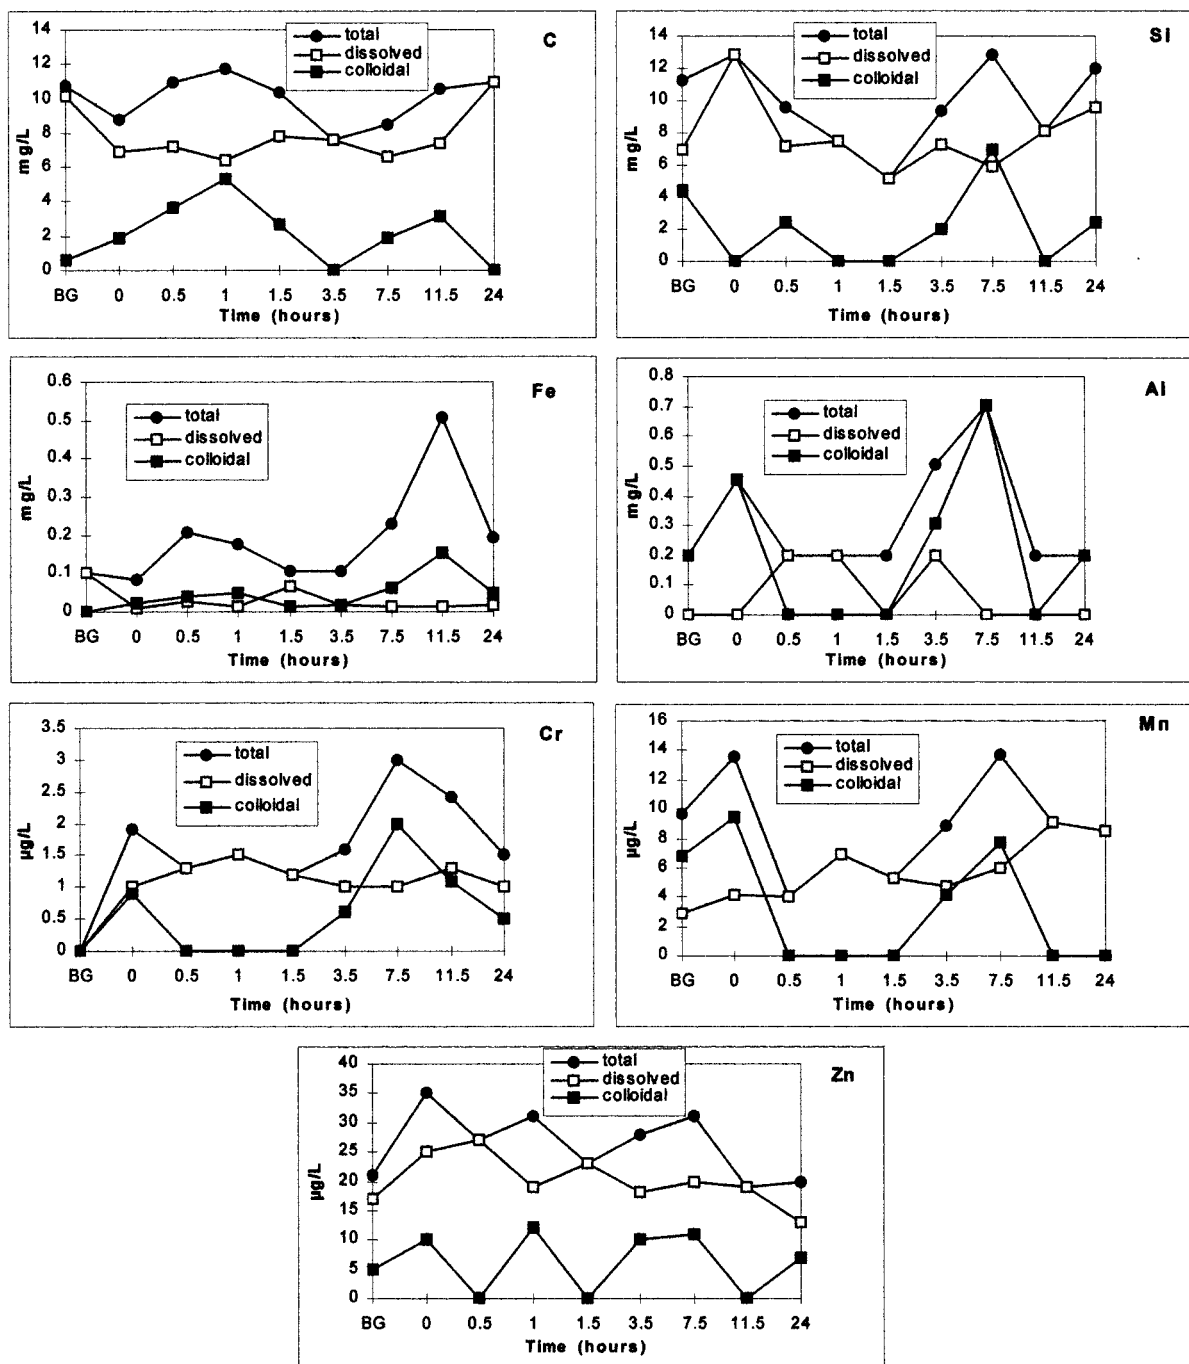 C
total
dissolved
colloidal
14
12
10
8
6
4
2
0
mg/L
BG 0 0.5 1 1.5 3.5 7.5 11.5 24
Time (hours)
Si
total
dissolved
colloidal
14
12
10
8
6
4
2
0
mg/L
BG 0 0.5 1 1.5 3.5 7.5 11.5 24
Time (hours)
Fe
total
dissolved
colloidal
0.6
0.5
0.4
0.3
0.2
0.1
0
mg/L
BG 0 0.5 1 1.5 3.5 7.5 11.5 24
Time (hours)
Al
total
dissolved
colloidal
0.8
0.7
0.6
0.5
0.4
0.3
0.2
0.1
0
mg/L
BG 0 0.5 1 1.5 3.5 7.5 11.5 24
Time (hours)
Cr
total
dissolved
colloidal
3.5
3
2.5
2
1.5
1
0.5
0
µg/L
BG 0 0.5 1 1.5 3.5 7.5 11.5 24
Time (hours)
Mn
total
dissolved
colloidal
16
14
12
10
8
6
4
2
0
µg/L
BG 0 0.5 1 1.5 3.5 7.5 11.5 24
Time (hours)
Zn
total
dissolved
colloidal
40
35
30
25
20
15
10
5
0
µg/L
BG 0 0.5 1 1.5 3.5 7.5 11.5 24
Time (hours)